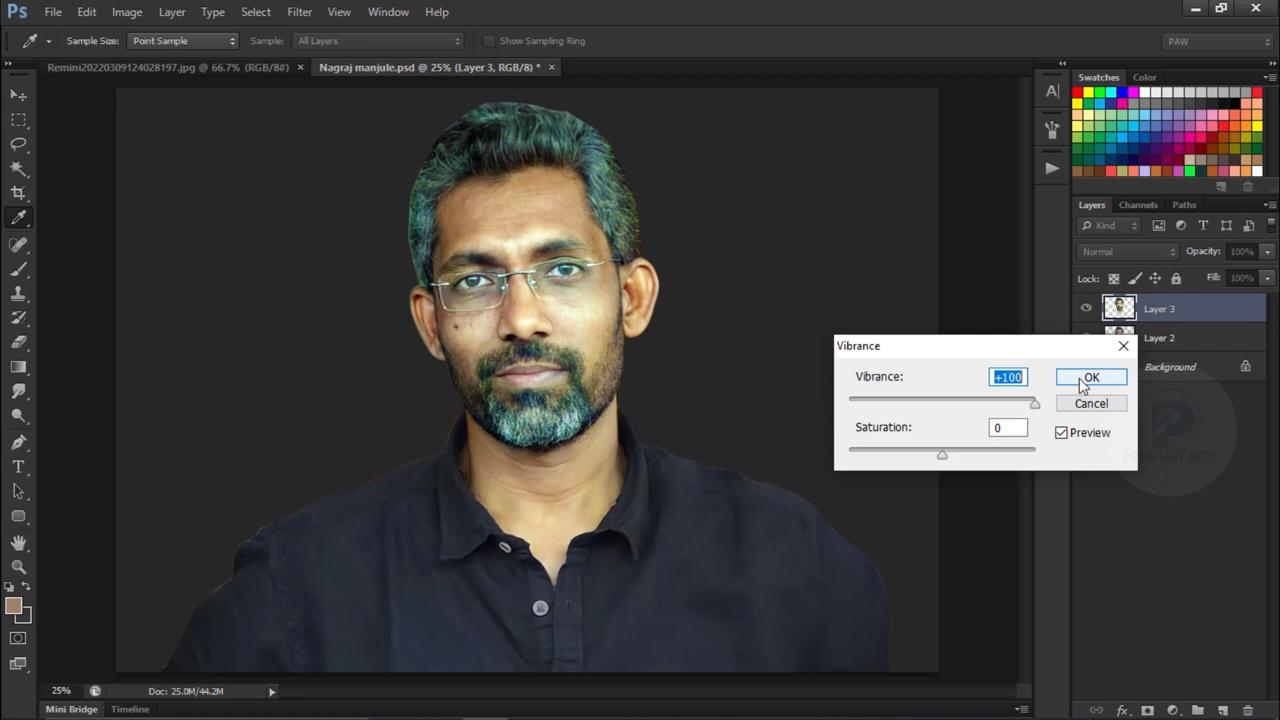 Ps File Edit Image Layer Type Select Filter View Window Help
Sample Size: Point Sample Sample: All Layers Show Sampling Ring PAW
Remini20220309124028197.jpg @ 66.7% (RGB/8#) × Nagraj manjule.psd @ 25% (Layer 3, RGB/8) * ×
Swatches Color
Layers Channels Paths
Kind
Normal Opacity: 100%
Lock: Fill: 100%
Layer 3
Layer 2
Background
Vibrance
Vibrance: +100 OK
Cancel
Saturation: 0 Preview
PRASHANT ARTS
25% Doc: 25.0M/44.2M
Mini Bridge Timeline